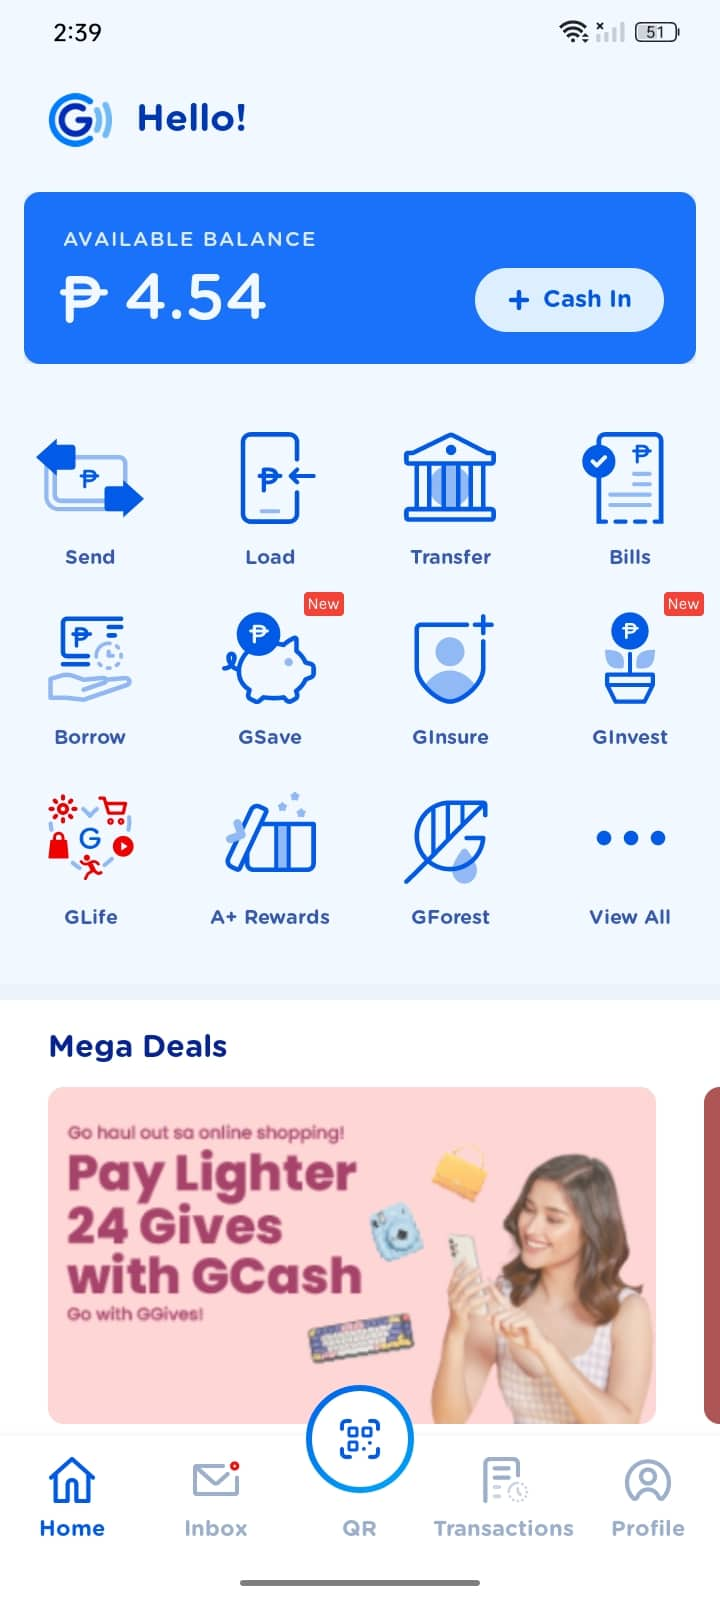 2:39
51
Hello!
AVAILABLE BALANCE
₱ 4.54
+ Cash In
Send
Load
Transfer
Bills
New
New
Borrow
GSave
GInsure
GInvest
GLife
A+ Rewards
GForest
View All
Mega Deals
Go haul out sa online shopping!
Pay Lighter
24 Gives
with GCash
Go with GGives!
Home
Inbox
QR
Transactions
Profile